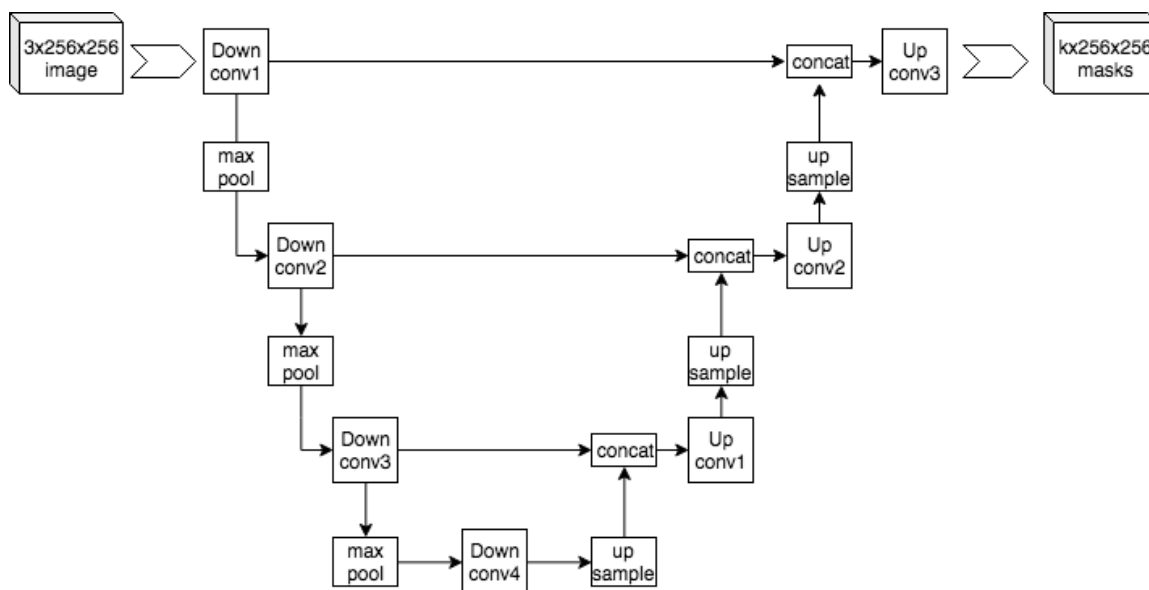 3x256x256
image
Down
conv1
concat
Up
conv3
kx256x256
masks
max
pool
up
sample
Down
conv2
concat
Up
conv2
max
pool
up
sample
Down
conv3
concat
Up
conv1
max
pool
Down
conv4
up
sample